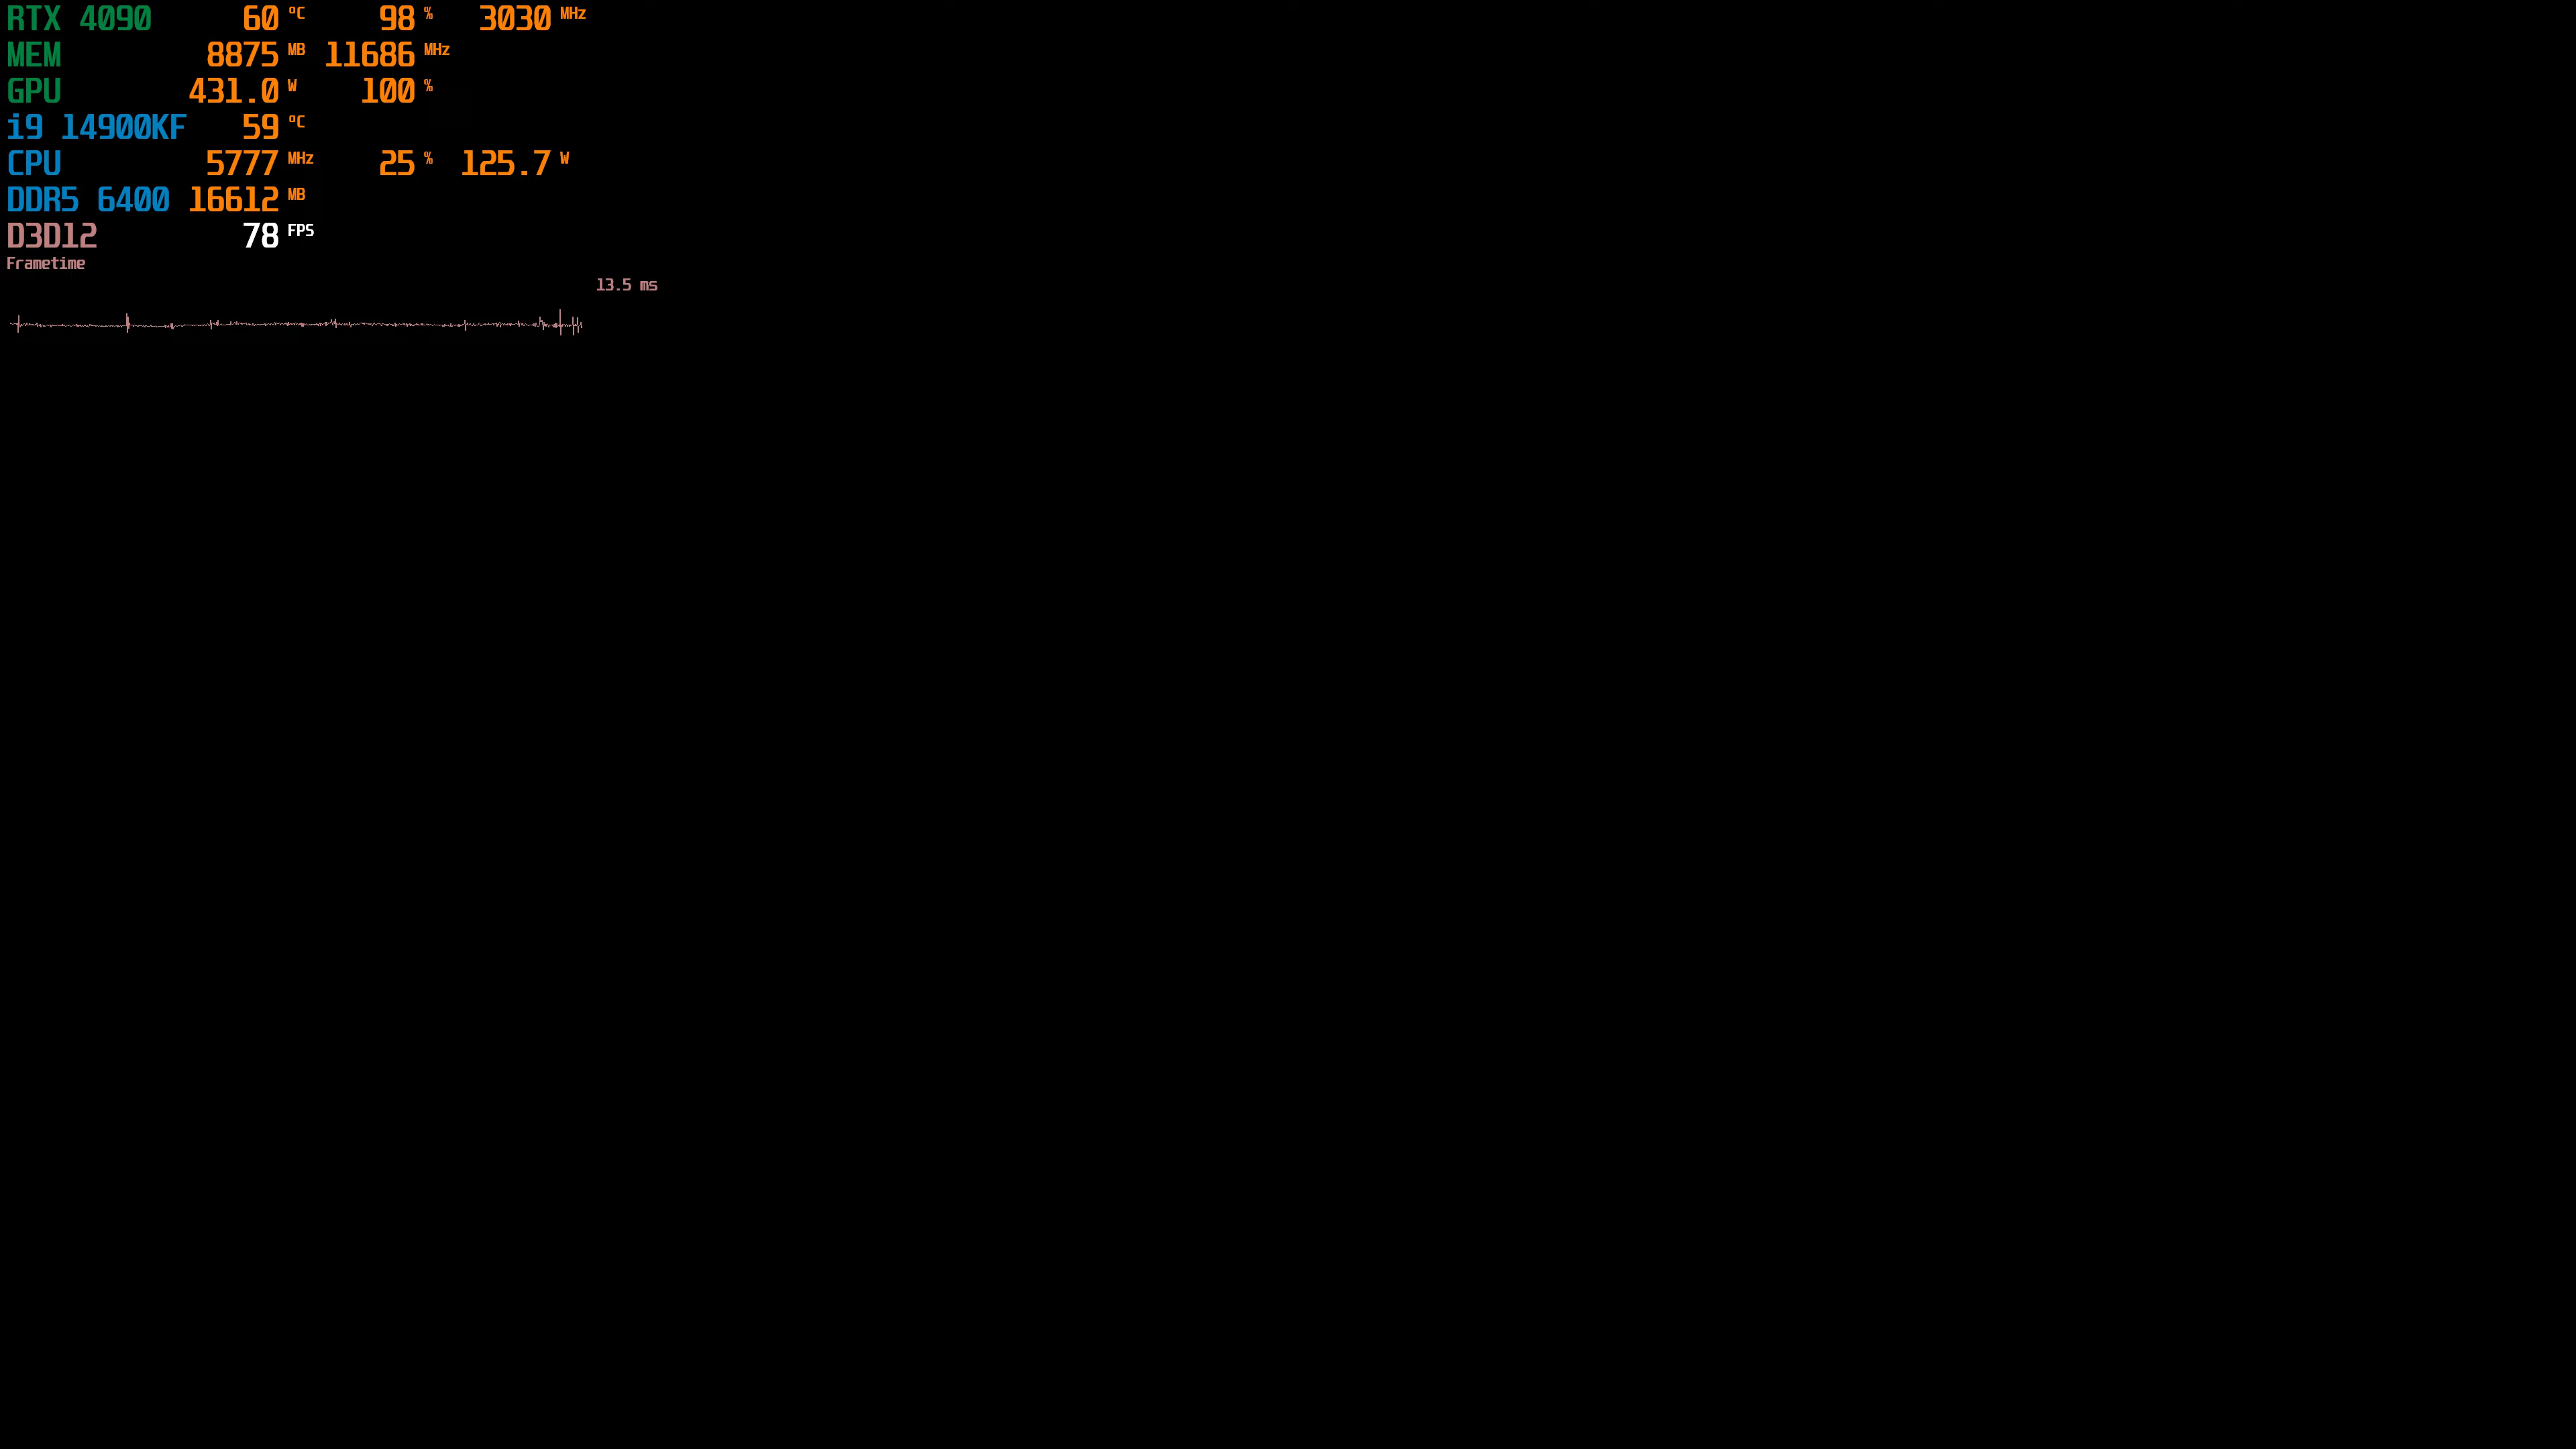 RTX 4090 60 °C 98 % 3030 MHz
MEM 8875 MB 11686 MHz
GPU 431.0 W 100 %
i9 14900KF 59 °C
CPU 5777 MHz 25 % 125.7 W
DDR5 6400 16612 MB
D3D12 78 FPS
Frametime
13.5 ms